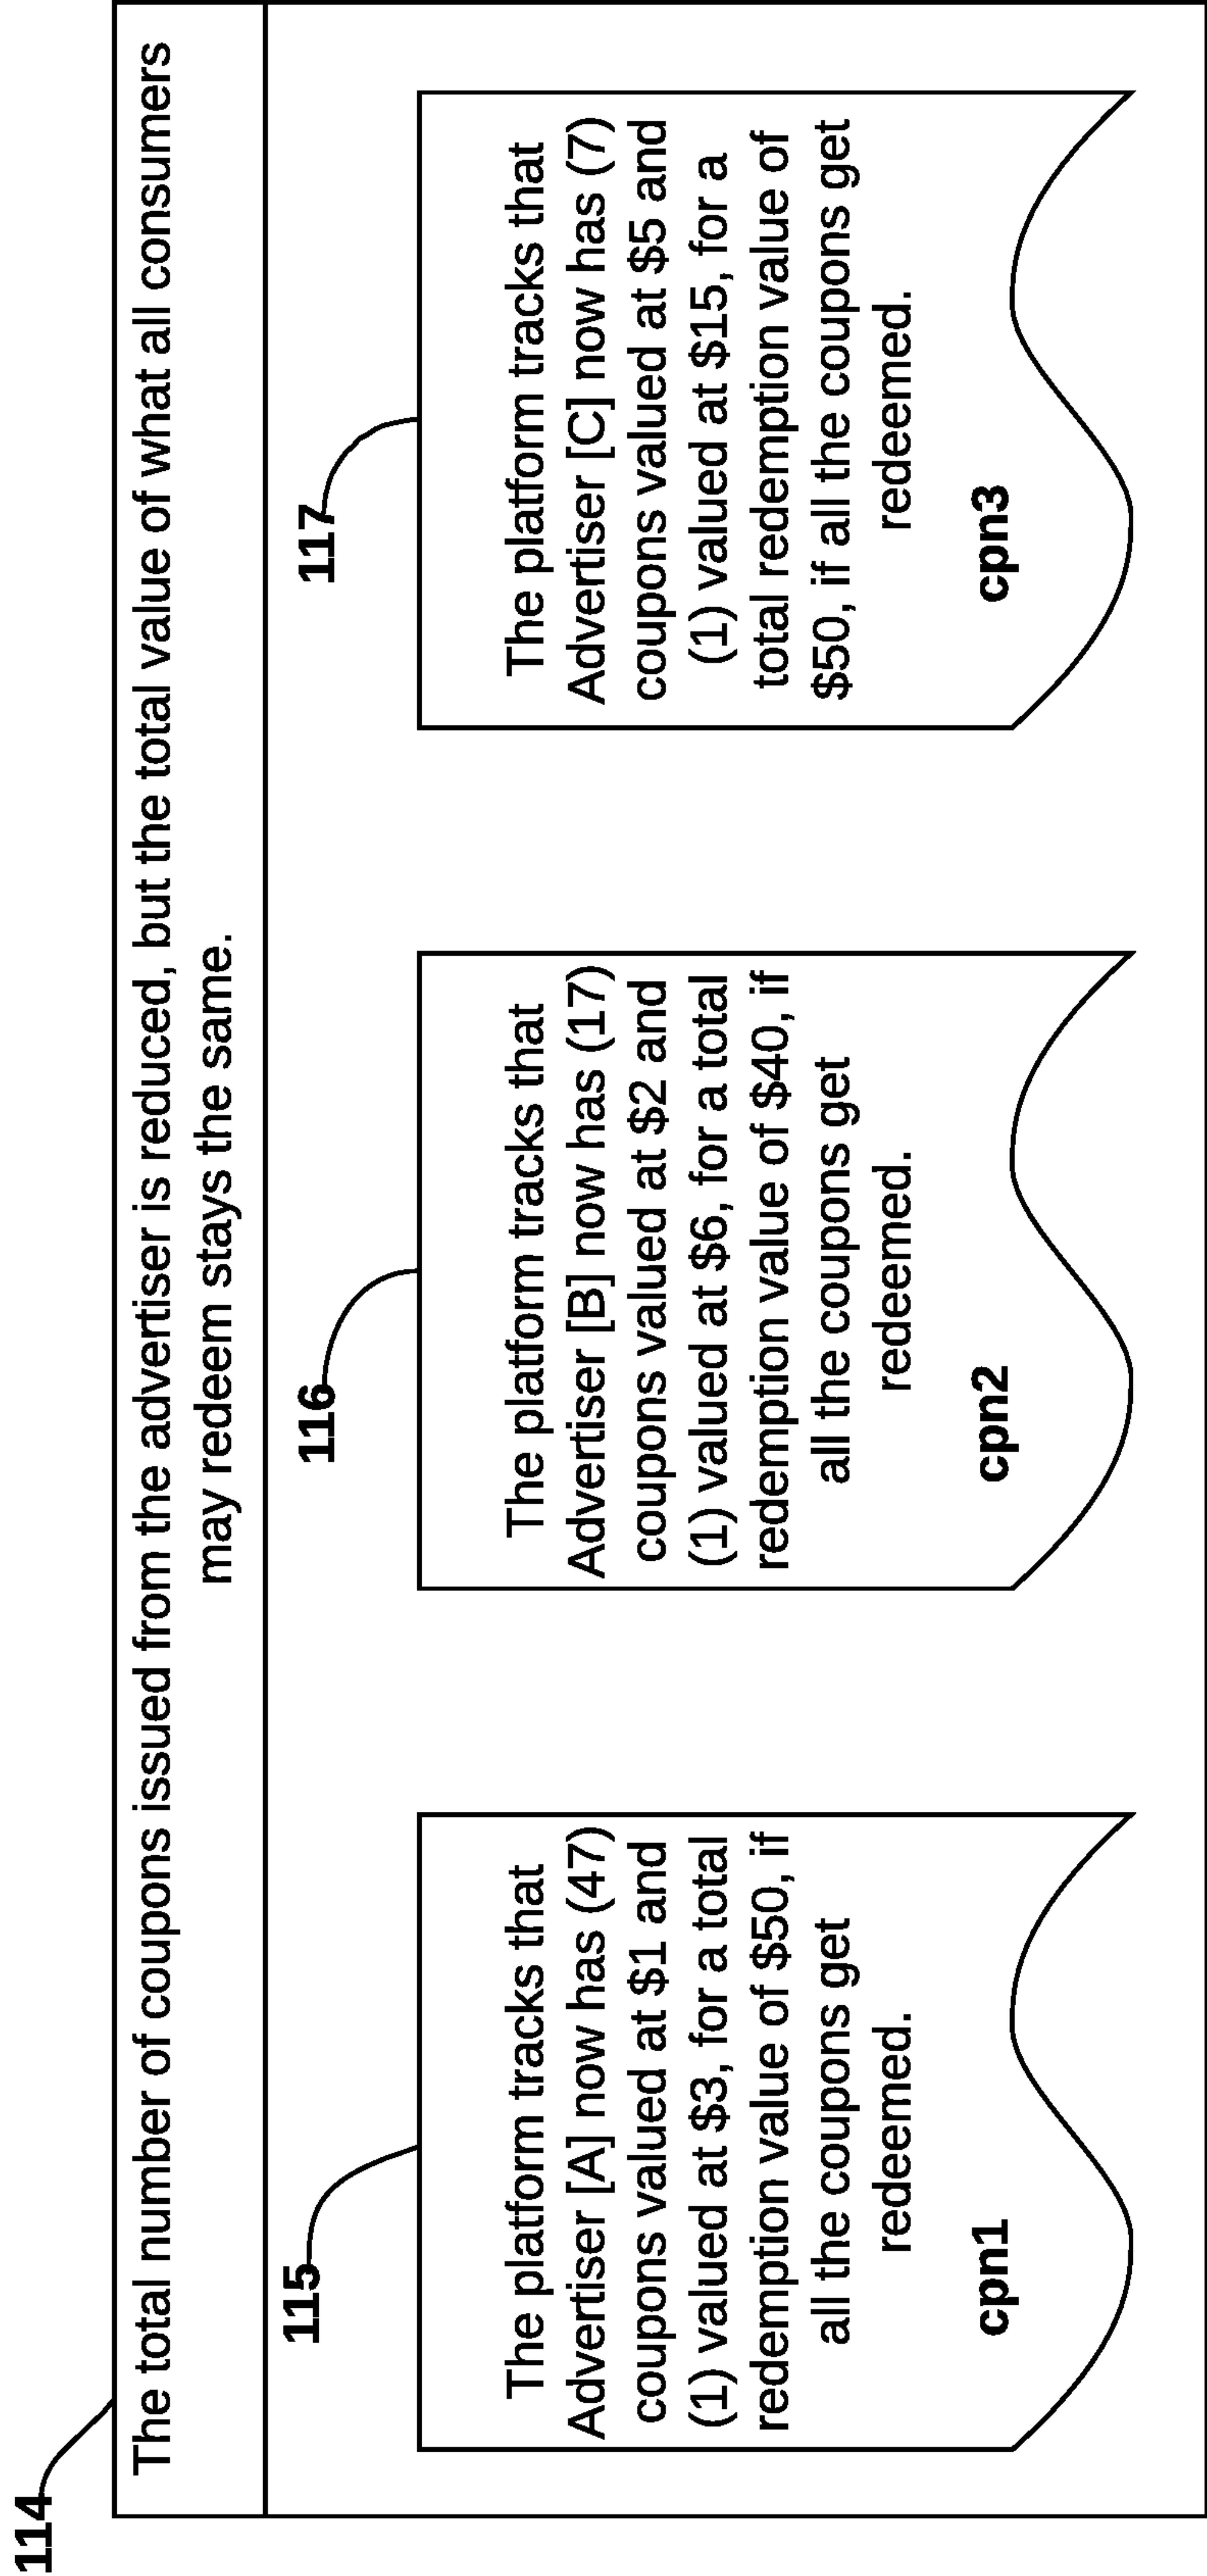 114
The total number of coupons issued from the advertiser is reduced, but the total value of what all consumers
may redeem stays the same.
115
The platform tracks that
Advertiser [A] now has (47)
coupons valued at $1 and
(1) valued at $3, for a total
redemption value of $50, if
all the coupons get
redeemed.
cpn1
116
The platform tracks that
Advertiser [B] now has (17)
coupons valued at $2 and
(1) valued at $6, for a total
redemption value of $40, if
all the coupons get
redeemed.
cpn2
117
The platform tracks that
Advertiser [C] now has (7)
coupons valued at $5 and
(1) valued at $15, for a
total redemption value of
$50, if all the coupons get
redeemed.
cpn3